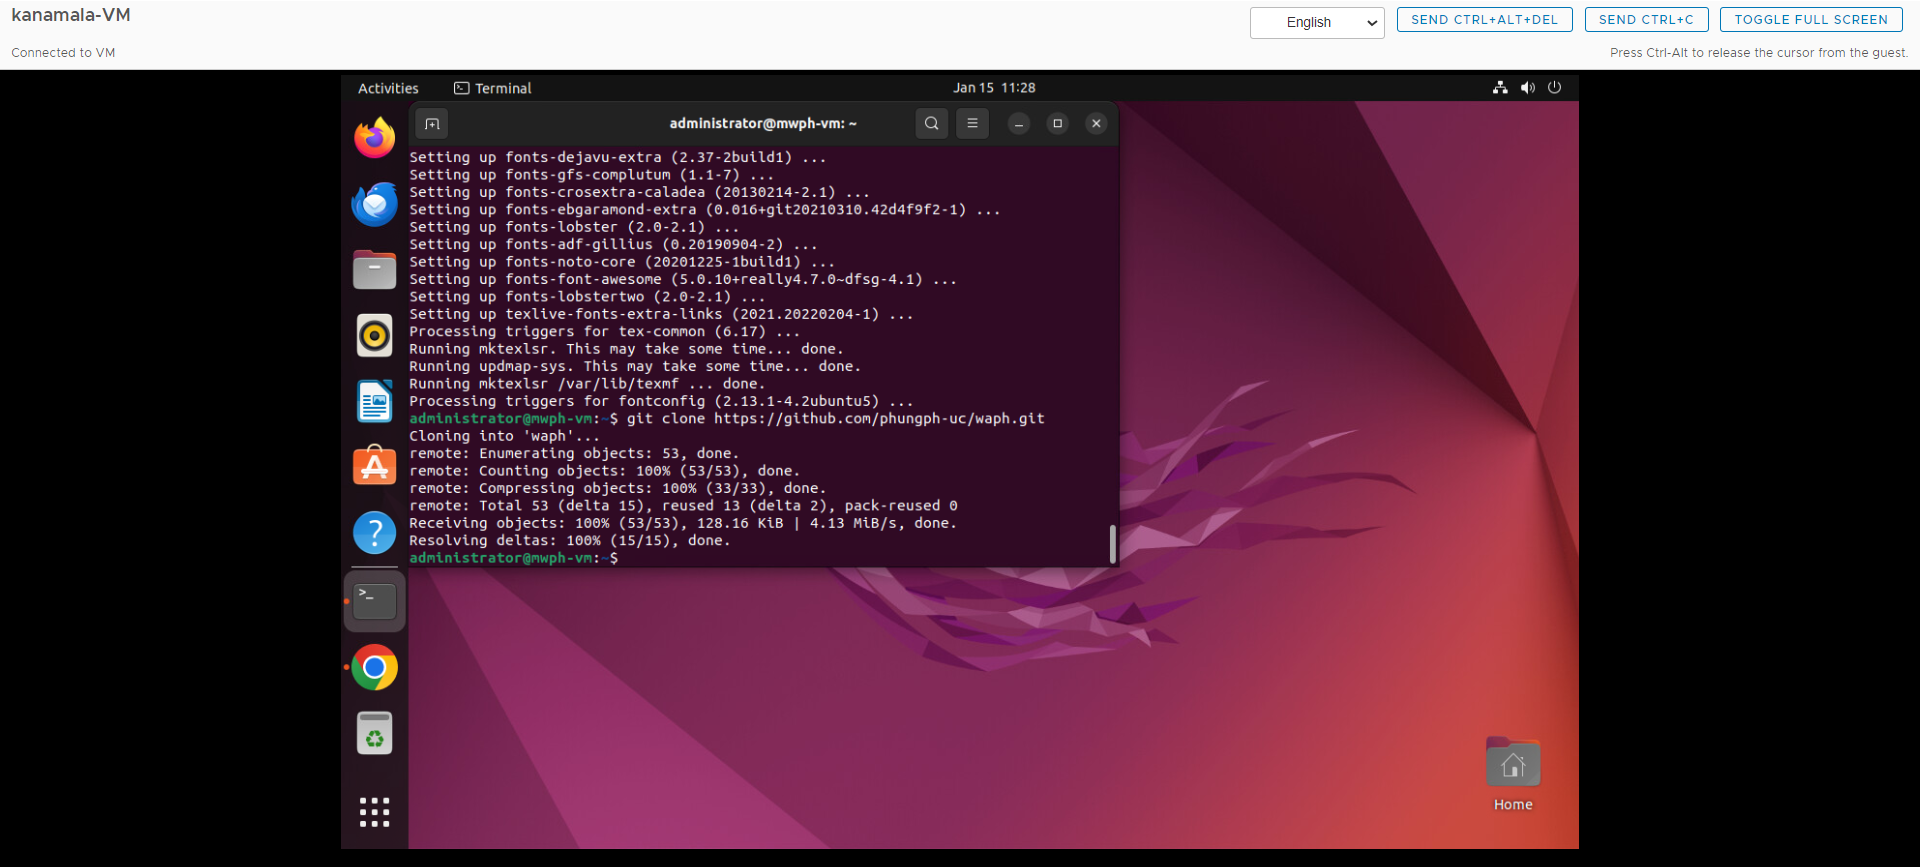 kanamala-VM
English
SEND CTRL+ALT+DEL
SEND CTRL+C
TOGGLE FULL SCREEN
Connected to VM
Press Ctrl-Alt to release the cursor from the guest.
Activities
Terminal
Jan 15 11:28
administrator@mwph-vm: ~
Setting up fonts-dejavu-extra (2.37-2build1) ...
Setting up fonts-gfs-complutum (1.1-7) ...
Setting up fonts-crosextra-caladea (20130214-2.1) ...
Setting up fonts-ebgaramond-extra (0.016+git20210310.42d4f9f2-1) ...
Setting up fonts-lobster (2.0-2.1) ...
Setting up fonts-adf-gillius (0.20190904-2) ...
Setting up fonts-noto-core (20201225-1build1) ...
Setting up fonts-font-awesome (5.0.10+really4.7.0~dfsg-4.1) ...
Setting up fonts-lobstertwo (2.0-2.1) ...
Setting up texlive-fonts-extra-links (2021.20220204-1) ...
Processing triggers for tex-common (6.17) ...
Running mktexlsr. This may take some time... done.
Running updmap-sys. This may take some time... done.
Running mktexlsr /var/lib/texmf ... done.
Processing triggers for fontconfig (2.13.1-4.2ubuntu5) ...
administrator@mwph-vm:~$ git clone https://github.com/phungph-uc/waph.git
Cloning into 'waph'...
remote: Enumerating objects: 53, done.
remote: Counting objects: 100% (53/53), done.
remote: Compressing objects: 100% (33/33), done.
remote: Total 53 (delta 15), reused 13 (delta 2), pack-reused 0
Receiving objects: 100% (53/53), 128.16 KiB | 4.13 MiB/s, done.
Resolving deltas: 100% (15/15), done.
administrator@mwph-vm:~$
Home